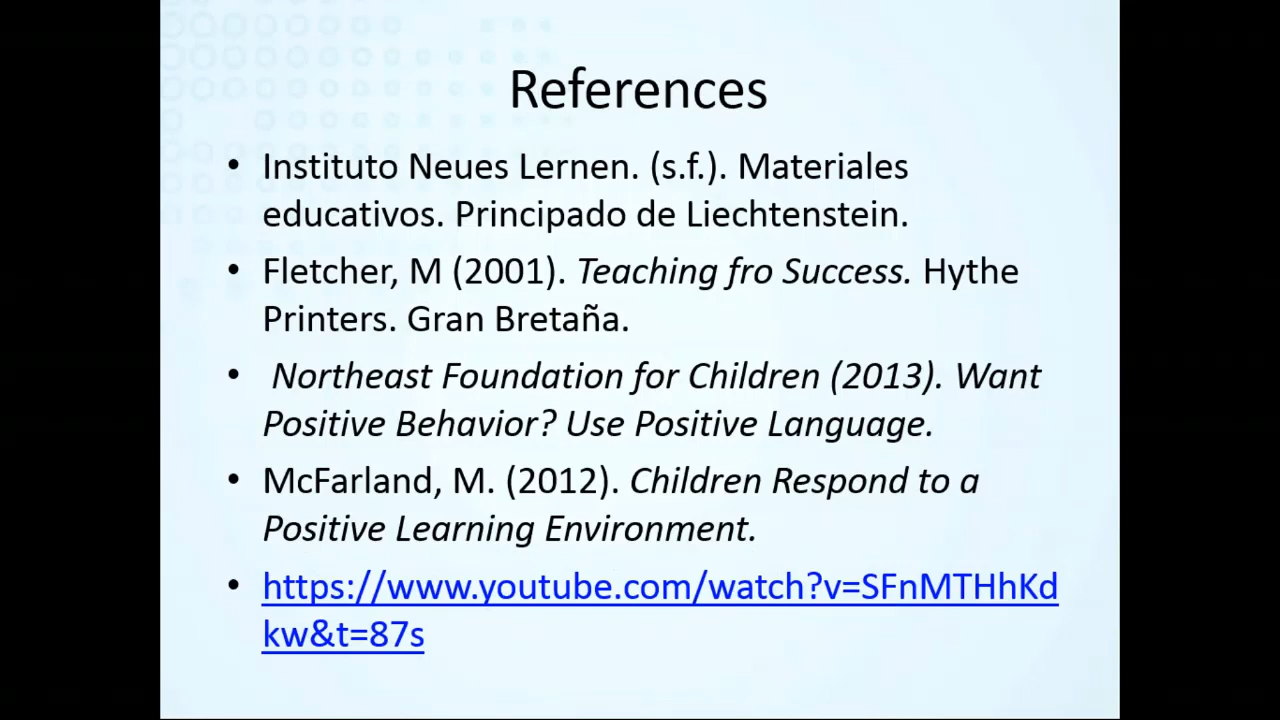 References
• Instituto Neues Lernen. (s.f.). Materiales
educativos. Principado de Liechtenstein.
• Fletcher, M (2001). Teaching fro Success. Hythe
Printers. Gran Bretaña.
• Northeast Foundation for Children (2013). Want
Positive Behavior? Use Positive Language.
• McFarland, M. (2012). Children Respond to a
Positive Learning Environment.
• https://www.youtube.com/watch?v=SFnMTHhKd
kw&t=87s